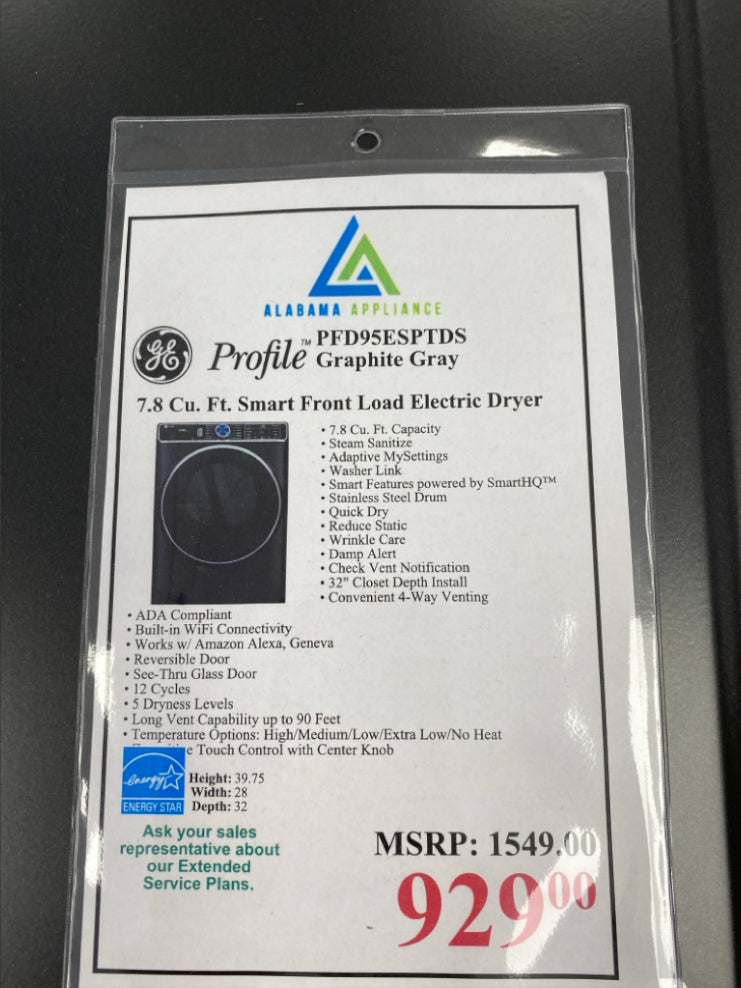 ALABAMA APPLIANCE
GE Profile™ PFD95ESPTDS
Graphite Gray
7.8 Cu. Ft. Smart Front Load Electric Dryer
• 7.8 Cu. Ft. Capacity
• Steam Sanitize
• Adaptive MySettings
• Washer Link
• Smart Features powered by SmartHQ™
• Stainless Steel Drum
• Quick Dry
• Reduce Static
• Wrinkle Care
• Damp Alert
• Check Vent Notification
• 32" Closet Depth Install
• Convenient 4-Way Venting
• ADA Compliant
• Built-in WiFi Connectivity
• Works w/ Amazon Alexa, Geneva
• Reversible Door
• See-Thru Glass Door
• 12 Cycles
• 5 Dryness Levels
• Long Vent Capability up to 90 Feet
• Temperature Options: High/Medium/Low/Extra Low/No Heat
Touch Control with Center Knob
energy
ENERGY STAR
Height: 39.75
Width: 28
Depth: 32
Ask your sales
representative about
our Extended
Service Plans.
MSRP: 1549.00
92900